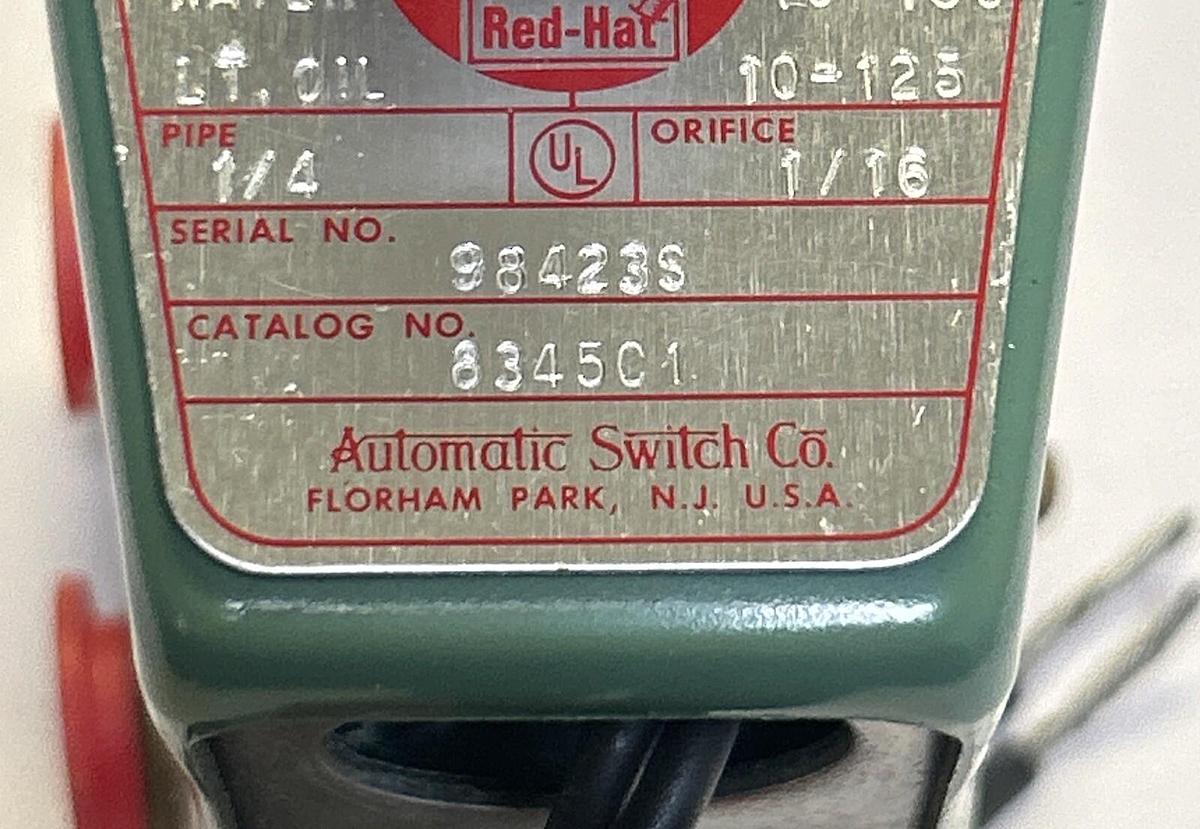 Red-Hat
LT. OIL 10-125
PIPE UL ORIFICE
1/4 1/16
SERIAL NO.
98423S
CATALOG NO.
8345C1
Automatic Switch Co.
FLORHAM PARK, N.J. U.S.A.